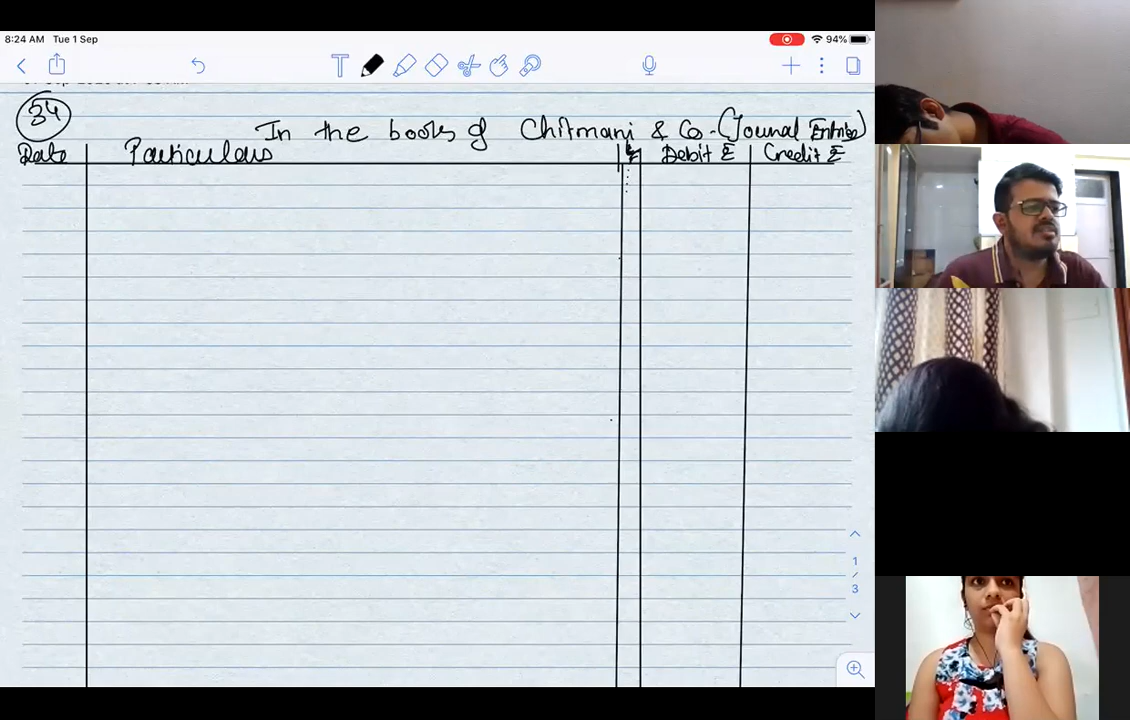 8:24 AM Tue 1 Sep
94%
T
34
In the books of Chitmani & Co. (Journal Entries)
Date Particulars Debit ₹ Credit ₹
1
/
3